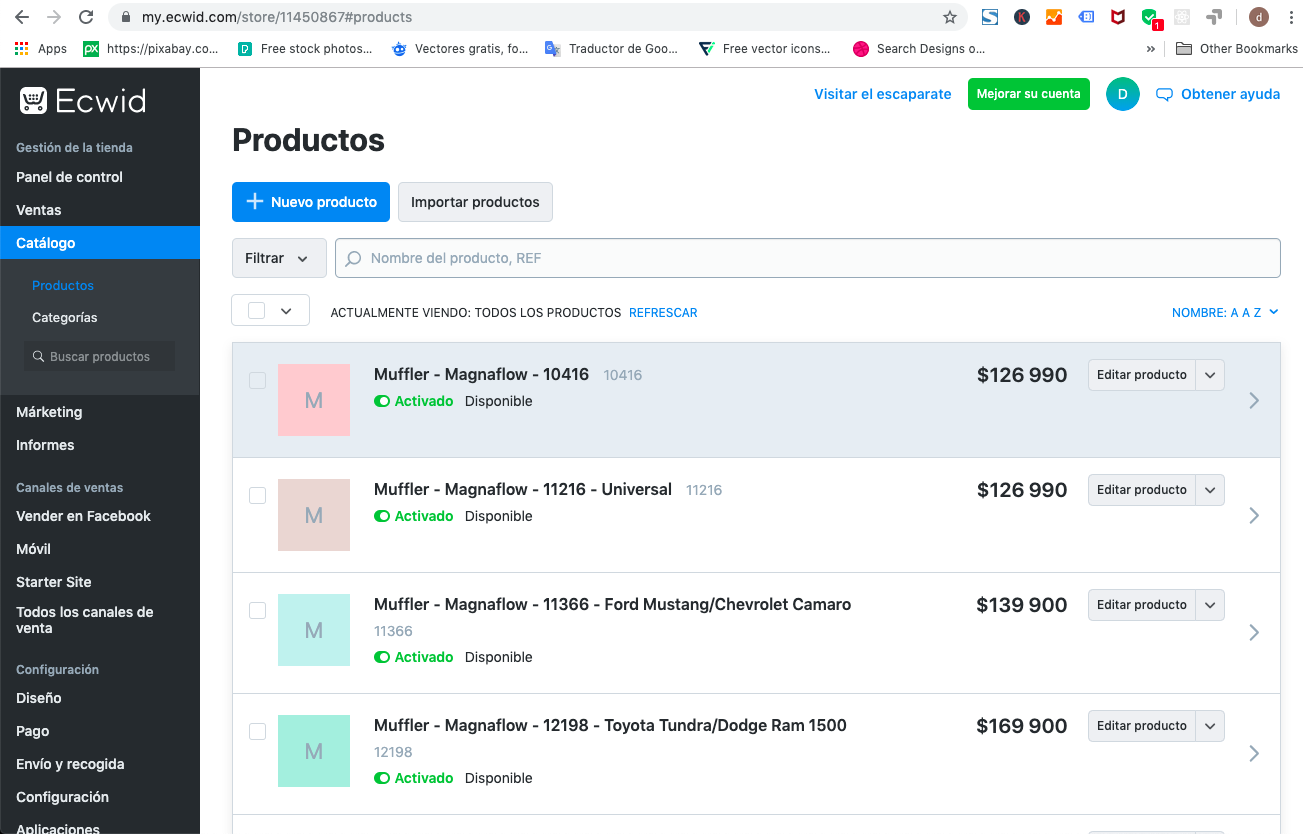 my.ecwid.com/store/11450867#products
1
d
Apps
https://pixabay.co...
Free stock photos...
Vectores gratis, fo...
Traductor de Goo...
Free vector icons...
Search Designs o...
»
Other Bookmarks
Ecwid
Visitar el escaparate
Mejorar su cuenta
D
Obtener ayuda
Gestión de la tienda
Panel de control
Ventas
Catálogo
Productos
Categorías
Buscar productos
Márketing
Informes
Canales de ventas
Vender en Facebook
Móvil
Starter Site
Todos los canales de
venta
Configuración
Diseño
Pago
Envío y recogida
Configuración
Aplicaciones
Productos
Nuevo producto
Importar productos
Filtrar
Nombre del producto, REF
ACTUALMENTE VIENDO: TODOS LOS PRODUCTOS REFRESCAR
NOMBRE: A A Z
M
Muffler - Magnaflow - 10416 10416
Activado Disponible
$126 990
Editar producto
M
Muffler - Magnaflow - 11216 - Universal 11216
Activado Disponible
$126 990
Editar producto
M
Muffler - Magnaflow - 11366 - Ford Mustang/Chevrolet Camaro
11366
Activado Disponible
$139 900
Editar producto
M
Muffler - Magnaflow - 12198 - Toyota Tundra/Dodge Ram 1500
12198
Activado Disponible
$169 900
Editar producto